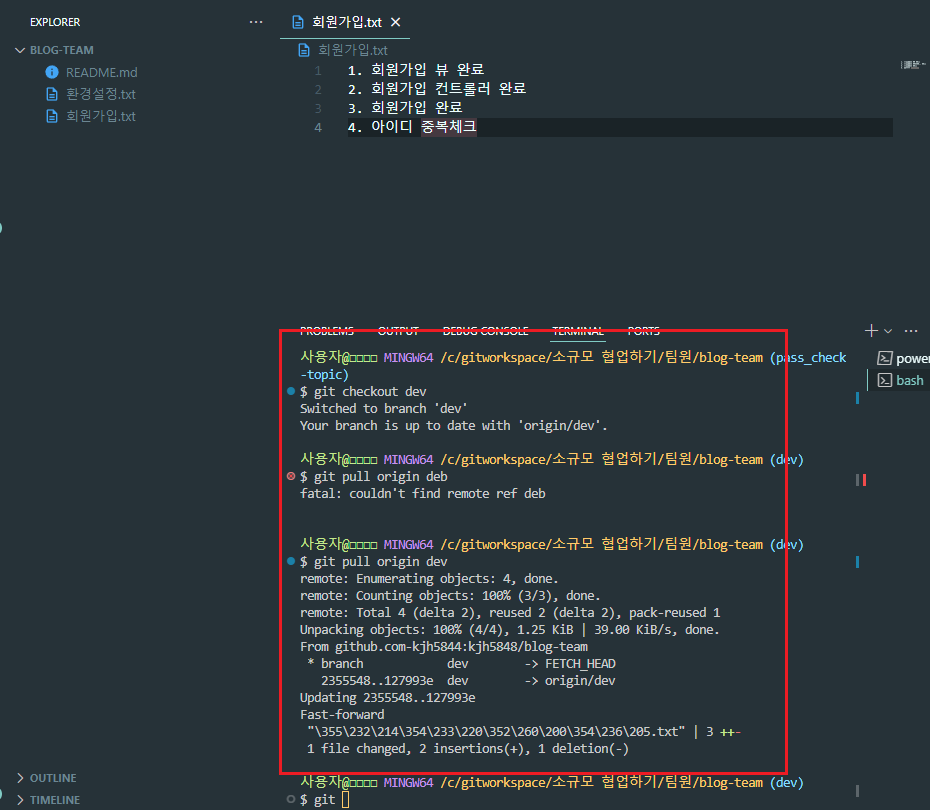 EXPLORER
···
회원가입.txt
BLOG-TEAM
README.md
환경설정.txt
회원가입.txt
회원가입.txt
1 1. 회원가입 뷰 완료
2 2. 회원가입 컨트롤러 완료
3 3. 회원가입 완료
4 4. 아이디 중복체크
PROBLEMS OUTPUT DEBUG CONSOLE TERMINAL PORTS
···
사용자@□□□□ MINGW64 /c/gitworkspace/소규모 협업하기/팀원/blog-team (pass_check
-topic)
$ git checkout dev
Switched to branch 'dev'
Your branch is up to date with 'origin/dev'.
사용자@□□□□ MINGW64 /c/gitworkspace/소규모 협업하기/팀원/blog-team (dev)
$ git pull origin deb
fatal: couldn't find remote ref deb
사용자@□□□□ MINGW64 /c/gitworkspace/소규모 협업하기/팀원/blog-team (dev)
$ git pull origin dev
remote: Enumerating objects: 4, done.
remote: Counting objects: 100% (3/3), done.
remote: Total 4 (delta 2), reused 2 (delta 2), pack-reused 1
Unpacking objects: 100% (4/4), 1.25 KiB | 39.00 KiB/s, done.
From github.com-kjh5844:kjh5848/blog-team
* branch dev -> FETCH_HEAD
2355548..127993e dev -> origin/dev
Updating 2355548..127993e
Fast-forward
"\355\232\214\354\233\220\352\260\200\354\236\205.txt" | 3 ++-
1 file changed, 2 insertions(+), 1 deletion(-)
사용자@□□□□ MINGW64 /c/gitworkspace/소규모 협업하기/팀원/blog-team (dev)
$ git
power
bash
OUTLINE
TIMELINE